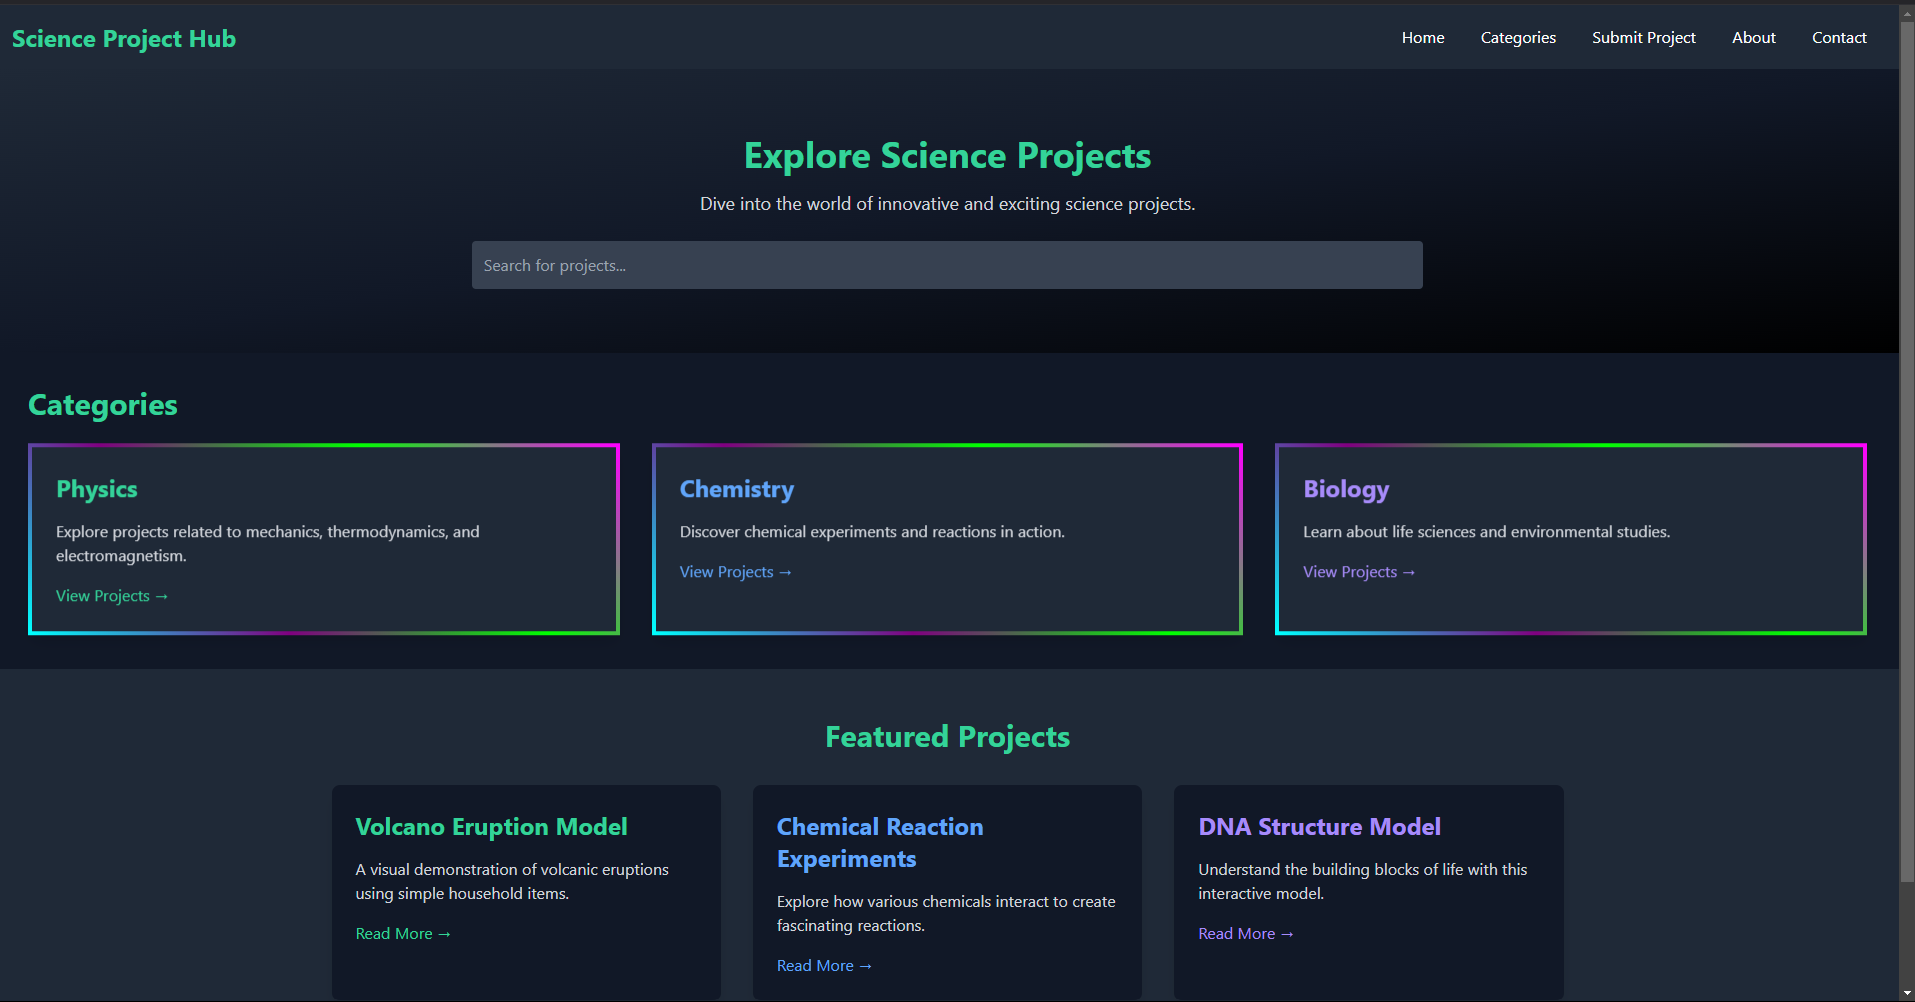 Science Project Hub
Home Categories Submit Project About Contact
Explore Science Projects
Dive into the world of innovative and exciting science projects.
Search for projects...
Categories
Physics
Explore projects related to mechanics, thermodynamics, and
electromagnetism.
View Projects →
Chemistry
Discover chemical experiments and reactions in action.
View Projects →
Biology
Learn about life sciences and environmental studies.
View Projects →
Featured Projects
Volcano Eruption Model
A visual demonstration of volcanic eruptions
using simple household items.
Read More →
Chemical Reaction
Experiments
Explore how various chemicals interact to create
fascinating reactions.
Read More →
DNA Structure Model
Understand the building blocks of life with this
interactive model.
Read More →